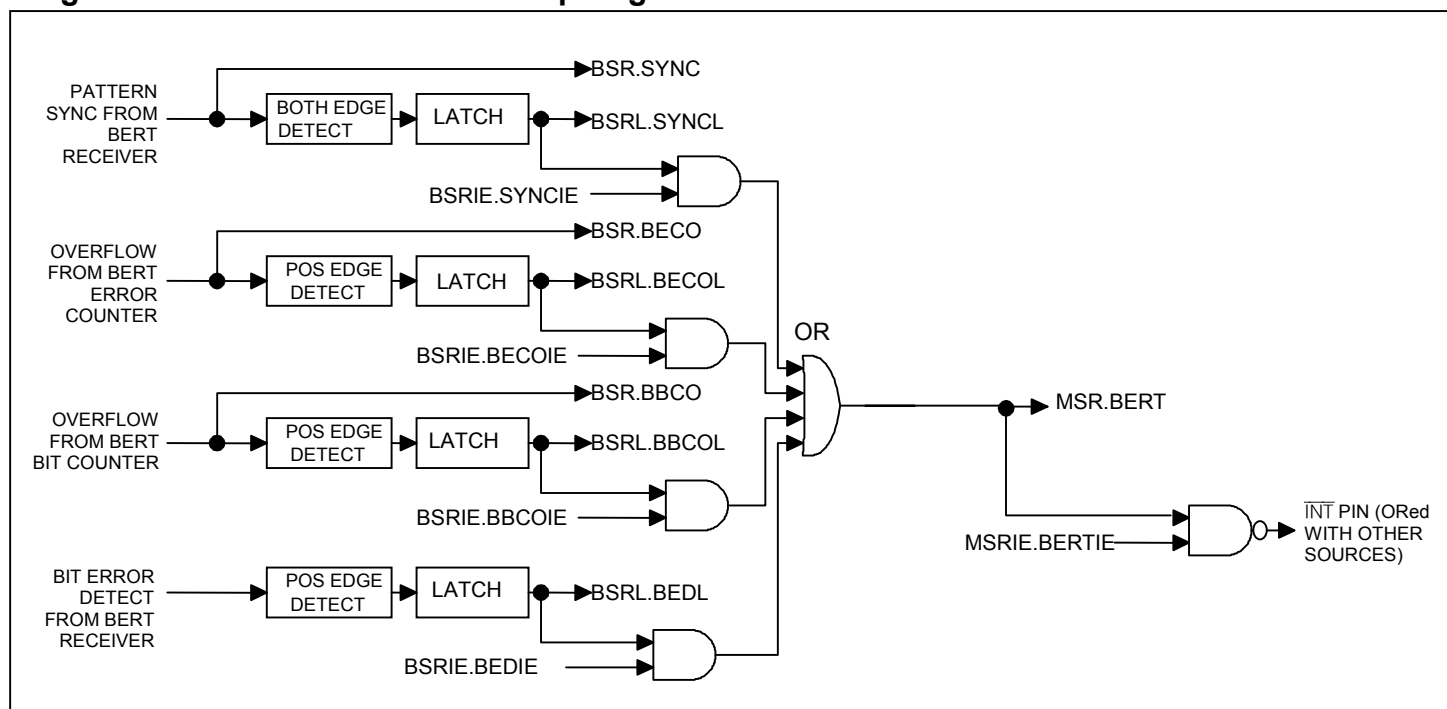 BSR.SYNC
PATTERN
SYNC FROM
BERT
RECEIVER
BOTH EDGE
DETECT
LATCH
BSRL.SYNCL
BSRIE.SYNCIE
BSR.BECO
OVERFLOW
FROM BERT
ERROR
COUNTER
POS EDGE
DETECT
LATCH
BSRL.BECOL
BSRIE.BECOIE
OR
BSR.BBCO
OVERFLOW
FROM BERT
BIT COUNTER
POS EDGE
DETECT
LATCH
BSRL.BBCOL
BSRIE.BBCOIE
MSR.BERT
MSRIE.BERTIE
INT PIN (ORed
WITH OTHER
SOURCES)
BIT ERROR
DETECT
FROM BERT
RECEIVER
POS EDGE
DETECT
LATCH
BSRL.BEDL
BSRIE.BEDIE